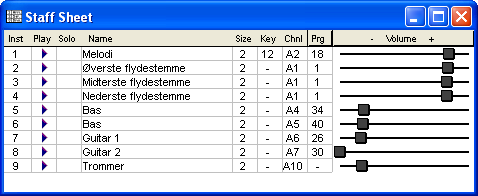 Staff Sheet
Inst Play Solo Name Size Key Chnl Prg - Volume +
1 Melodi 2 12 A2 18
2 Øverste flydestemme 2 - A1 1
3 Midterste flydestemme 2 - A1 1
4 Nederste flydestemme 2 - A1 1
5 Bas 2 - A4 34
6 Bas 2 - A5 40
7 Guitar 1 2 - A6 26
8 Guitar 2 2 - A7 30
9 Trommer 2 - A10 -